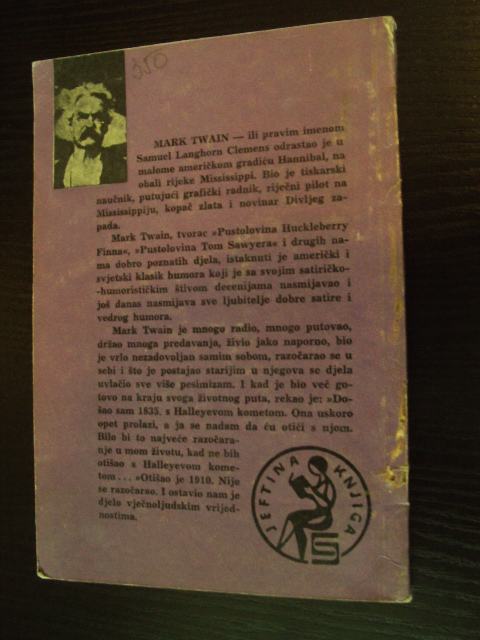 350
MARK TWAIN — ili pravim imenom
Samuel Langhorn Clemens odrastao je u
malome američkom gradiću Hannibal, na
obali rijeke Mississippi. Bio je tiskarski
naučnik, putujući grafički radnik, riječni pilot na
Mississippiju, kopač zlata i novinar Divljeg za-
pada.
Mark Twain, tvorac »Pustolovina Huckleberry
Finna«, »Pustolovina Tom Sawyera« i drugih na-
ma dobro poznatih djela, istaknuti je američki i
svjetski klasik humora koji je sa svojim satiričko-
-humorističkim štivom decenijama nasmijavao i
još danas nasmijava sve ljubitelje dobre satire i
vedrog humora.
Mark Twain je mnogo radio, mnogo putovao,
držao mnoga predavanja, živio jako naporno, bio
je vrlo nezadovoljan samim sobom, razočarao se u
sebi i što je postajao starijim u njegova se djela
uvlačio sve više pesimizam. I kad je bio već go-
tovo na kraju svoga životnog puta, rekao je: »Do-
šao sam 1835. s Halleyevom kometom. Ona uskoro
opet prolazi, a ja se nadam da ću otići s njom.
Bilo bi to najveće razočara-
nje u mom životu, kad ne bih
otišao s Halleyevom kome-
tom... »Otišao je 1910. Nije
se razočarao. I ostavio nam je
djelo vječnoljudskim vrijed-
nostima.
JEFTINA KNJIGA